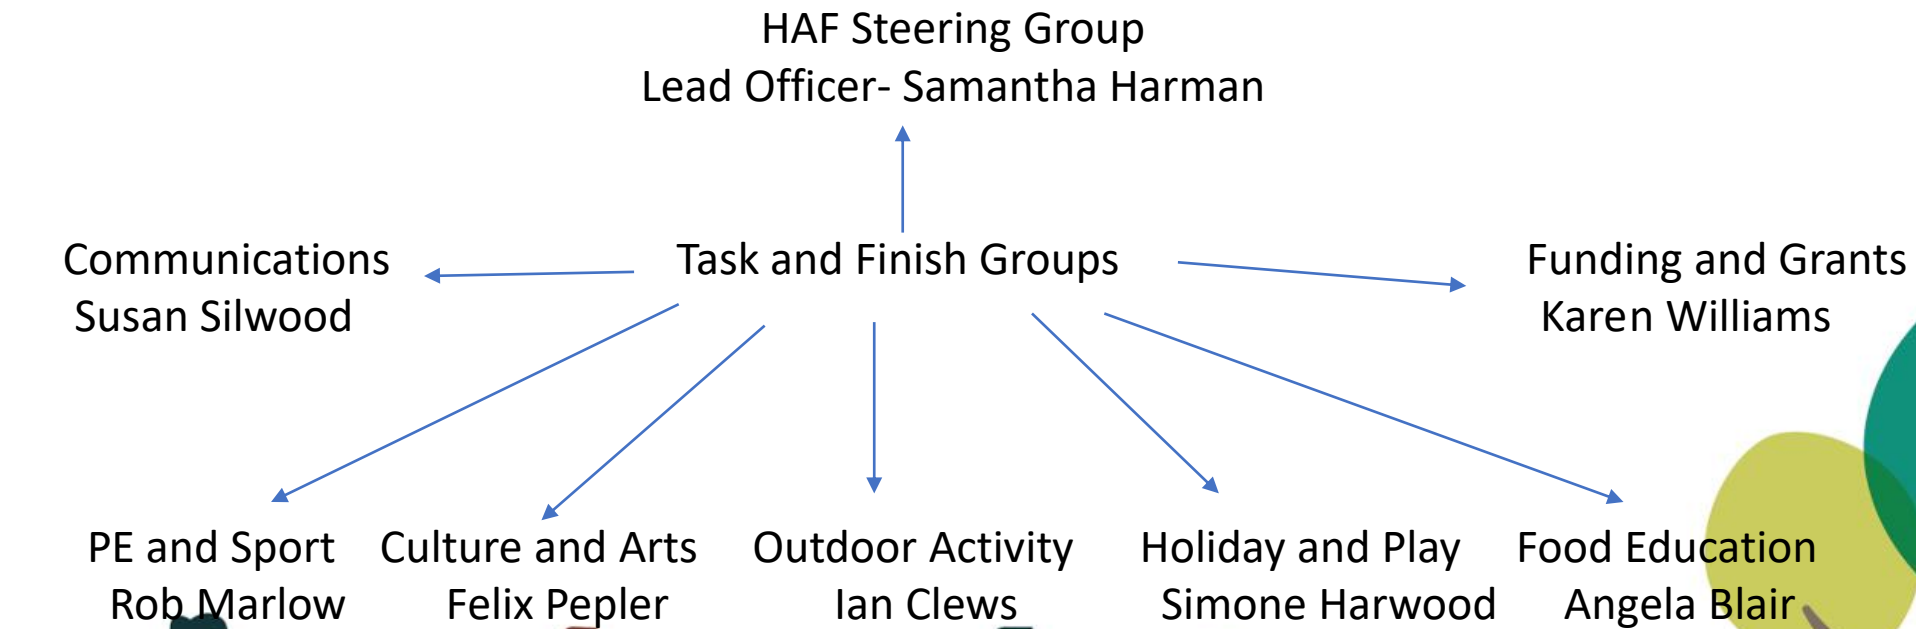 HAF Steering Group
Lead Officer- Samantha Harman
Communications
Susan Silwood
Task and Finish Groups
Funding and Grants
Karen Williams
PE and Sport
Rob Marlow
Culture and Arts
Felix Pepler
Outdoor Activity
Ian Clews
Holiday and Play
Simone Harwood
Food Education
Angela Blair